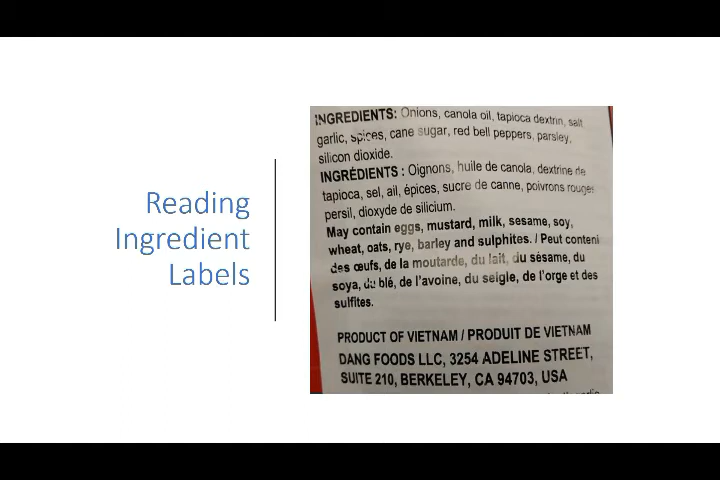 Reading
Ingredient
Labels
INGREDIENTS: Onions, canola oil, tapioca dextrin, salt
garlic, spices, cane sugar, red bell peppers, parsley,
silicon dioxide.
INGRÉDIENTS : Oignons, huile de canola, dextrine de
tapioca, sel, ail, épices, sucre de canne, poivrons rouges
persil, dioxyde de silicium.
May contain eggs, mustard, milk, sesame, soy,
wheat, oats, rye, barley and sulphites. / Peut conteni
des œufs, de la moutarde, du lait, du sésame, du
soya, du blé, de l'avoine, du seigle, de l'orge et des
sulfites.
PRODUCT OF VIETNAM / PRODUIT DE VIETNAM
DANG FOODS LLC, 3254 ADELINE STREET,
SUITE 210, BERKELEY, CA 94703, USA